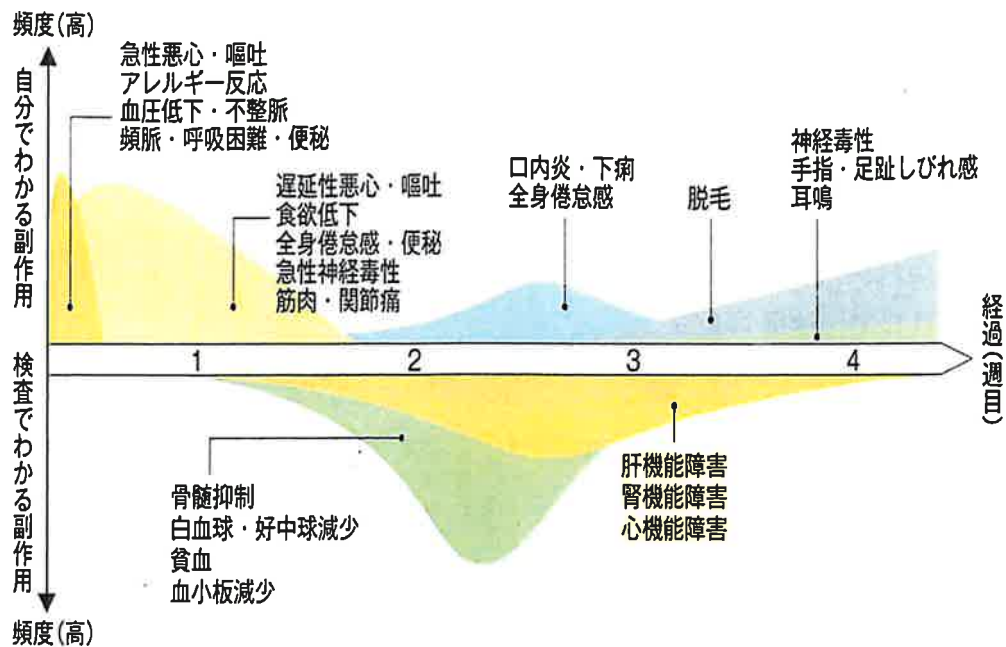 頻度(高)
自分でわかる副作用
急性悪心・嘔吐
アレルギー反応
血圧低下・不整脈
頻脈・呼吸困難・便秘
遅延性悪心・嘔吐
食欲低下
全身倦怠感・便秘
急性神経毒性
筋肉・関節痛
口内炎・下痢
全身倦怠感
脱毛
神経毒性
手指・足趾しびれ感
耳鳴
1 2 3 4
経過(週目)
検査でわかる副作用
骨髄抑制
白血球・好中球減少
貧血
血小板減少
肝機能障害
腎機能障害
心機能障害
頻度(高)